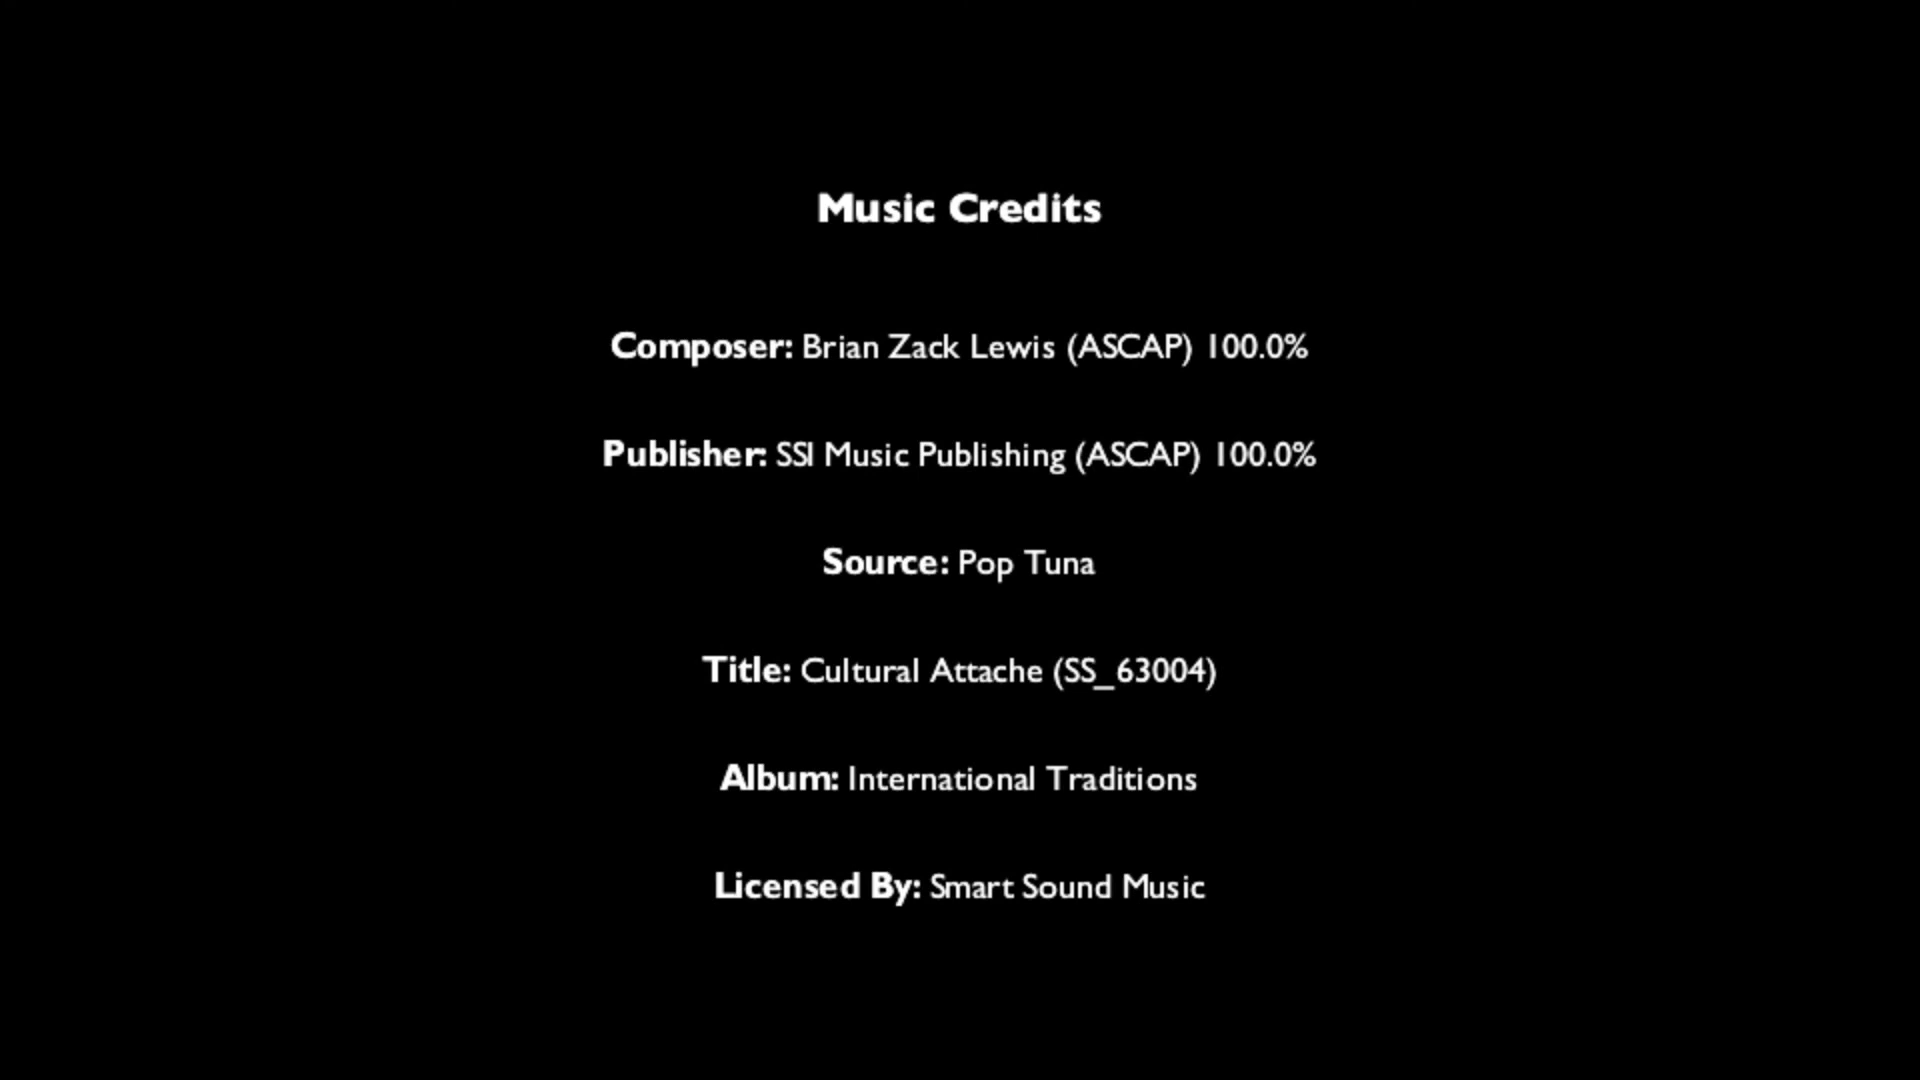 Music Credits
Composer: Brian Zack Lewis (ASCAP) 100.0%
Publisher: SSI Music Publishing (ASCAP) 100.0%
Source: Pop Tuna
Title: Cultural Attache (SS_63004)
Album: International Traditions
Licensed By: Smart Sound Music